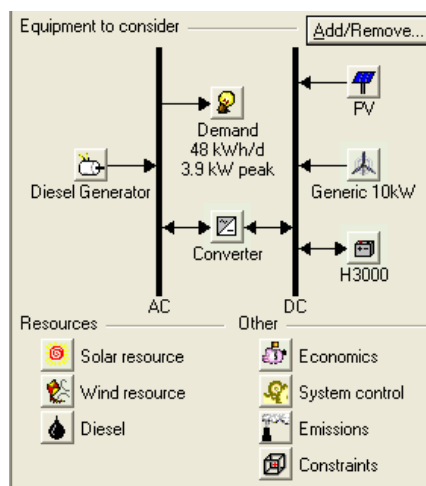 Equipment to consider
Add/Remove...
Demand
48 kWh/d
3.9 kW peak
PV
Diesel Generator
Generic 10kW
Converter
H3000
AC
DC
Resources
Other
Solar resource
Economics
Wind resource
System control
Diesel
Emissions
Constraints